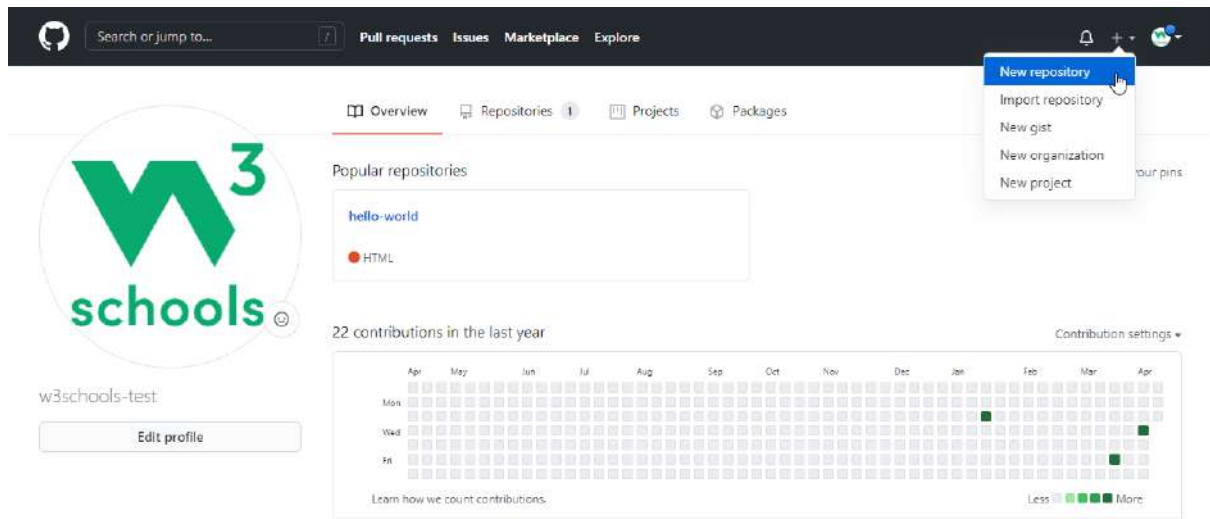 Search or jump to...
/
Pull requests Issues Marketplace Explore
New repository
Import repository
New gist
New organization
New project
Overview
Repositories 1
Projects
Packages
W3
schools
Popular repositories
your pins
hello-world
HTML
22 contributions in the last year
Contribution settings
Apr May Jun Jul Aug Sep Oct Nov Dec Jan Feb Mar Apr
Mon
Wed
Fri
Learn how we count contributions.
Less More
w3schools-test
Edit profile